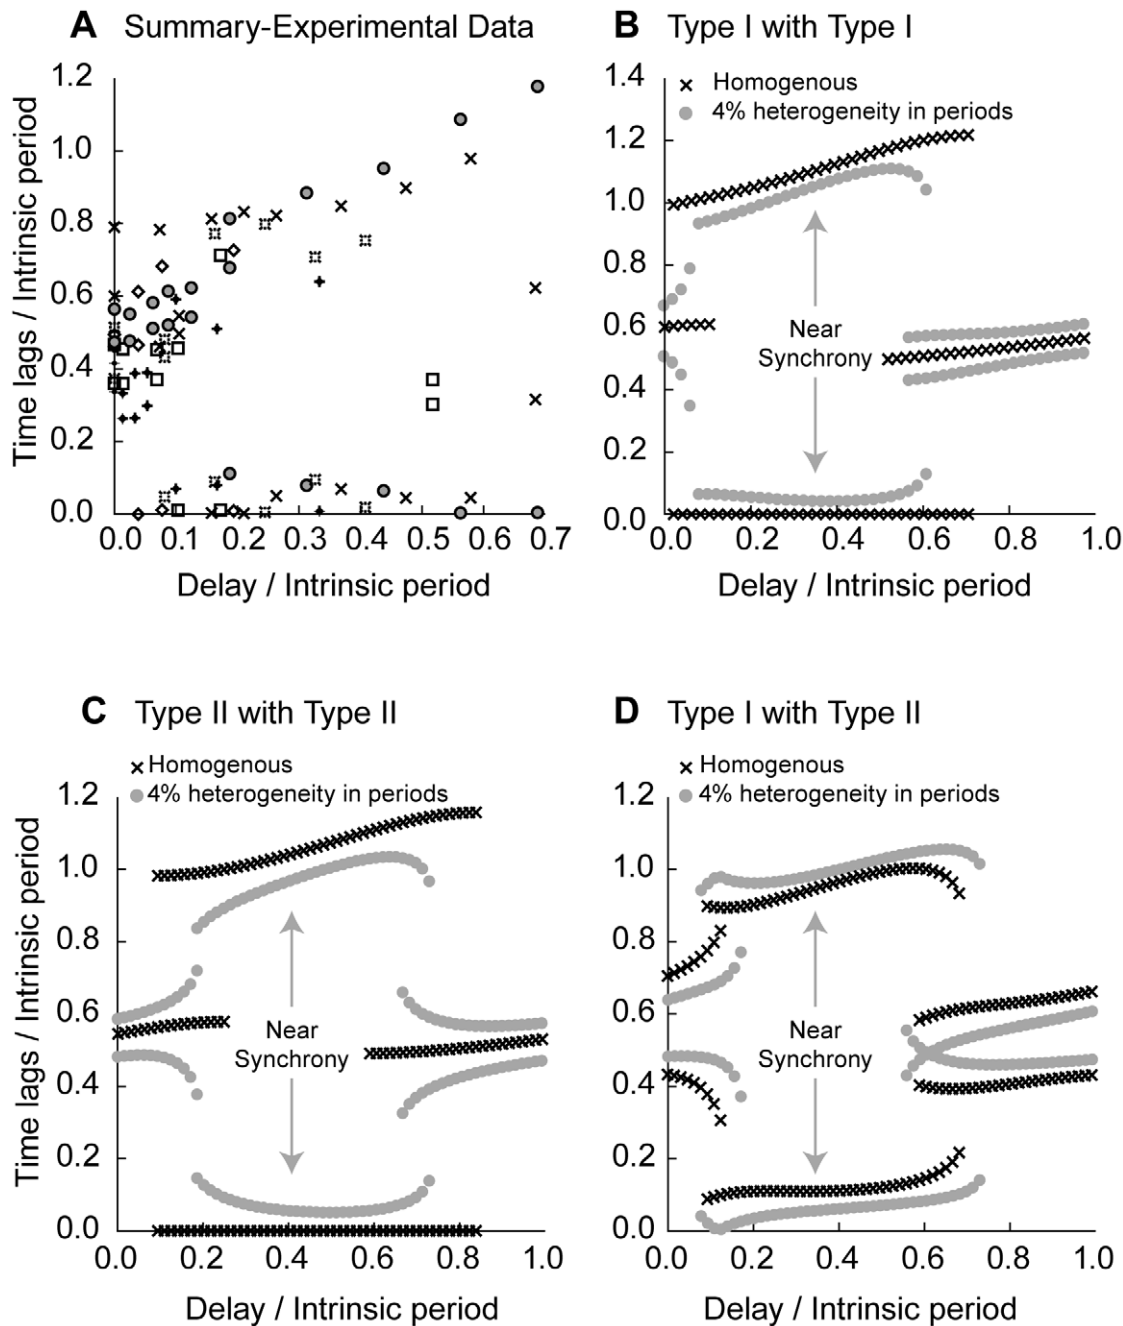 A Summary-Experimental Data
Time lags / Intrinsic period
1.2
1.0
0.8
0.6
0.4
0.2
0.0
0.0 0.1 0.2 0.3 0.4 0.5 0.6 0.7
Delay / Intrinsic period
B Type I with Type I
Homogenous
4% heterogeneity in periods
1.4
1.2
1.0
0.8
0.6
0.4
0.2
0.0
Near
Synchrony
0.0 0.2 0.4 0.6 0.8 1.0
Delay / Intrinsic period
C Type II with Type II
Homogenous
4% heterogeneity in periods
Time lags / Intrinsic period
1.2
1.0
0.8
0.6
0.4
0.2
0.0
Near
Synchrony
0.0 0.2 0.4 0.6 0.8 1.0
Delay / Intrinsic period
D Type I with Type II
Homogenous
4% heterogeneity in periods
1.2
1.0
0.8
0.6
0.4
0.2
0.0
Near
Synchrony
0.0 0.2 0.4 0.6 0.8 1.0
Delay / Intrinsic period